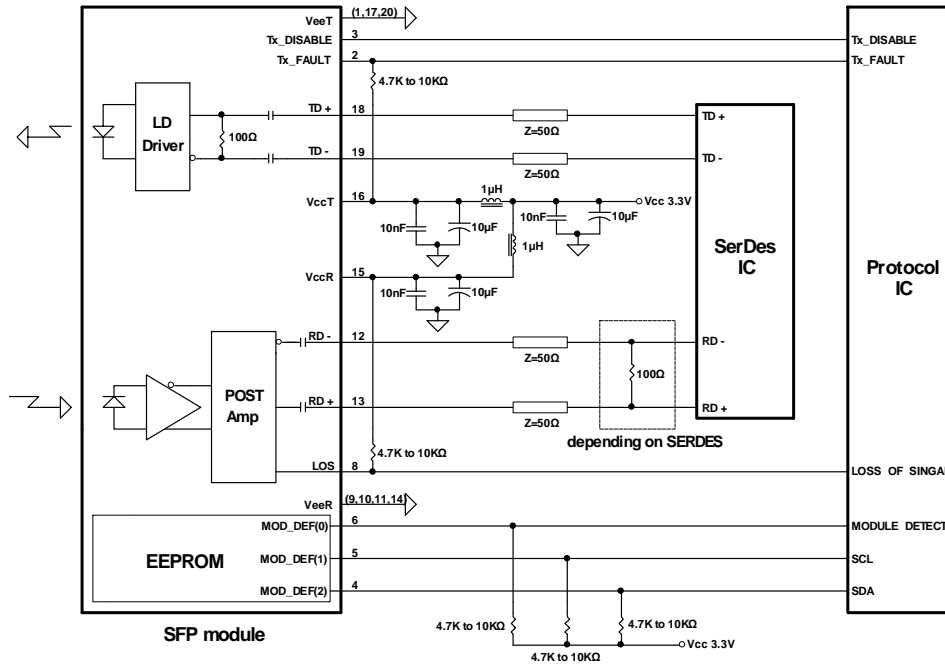 VeeT
(1,17,20)
Tx_DISABLE
3
Tx_DISABLE
Tx_FAULT
2
Tx_FAULT
4.7K to 10KΩ
LD
Driver
100Ω
TD +
18
Z=50Ω
TD +
TD -
19
Z=50Ω
TD -
VccT
16
1µH
Vcc 3.3V
10nF
10µF
10nF
10µF
1µH
SerDes
IC
Protocol
IC
VccR
15
10nF
10µF
RD -
12
Z=50Ω
RD -
POST
Amp
100Ω
RD +
13
Z=50Ω
RD +
depending on SERDES
4.7K to 10KΩ
LOS
8
LOSS OF SINGAL
VeeR
(9,10,11,14)
EEPROM
MOD_DEF(0)
6
MODULE DETECT
MOD_DEF(1)
5
SCL
MOD_DEF(2)
4
SDA
4.7K to 10KΩ
4.7K to 10KΩ
4.7K to 10KΩ
Vcc 3.3V
SFP module